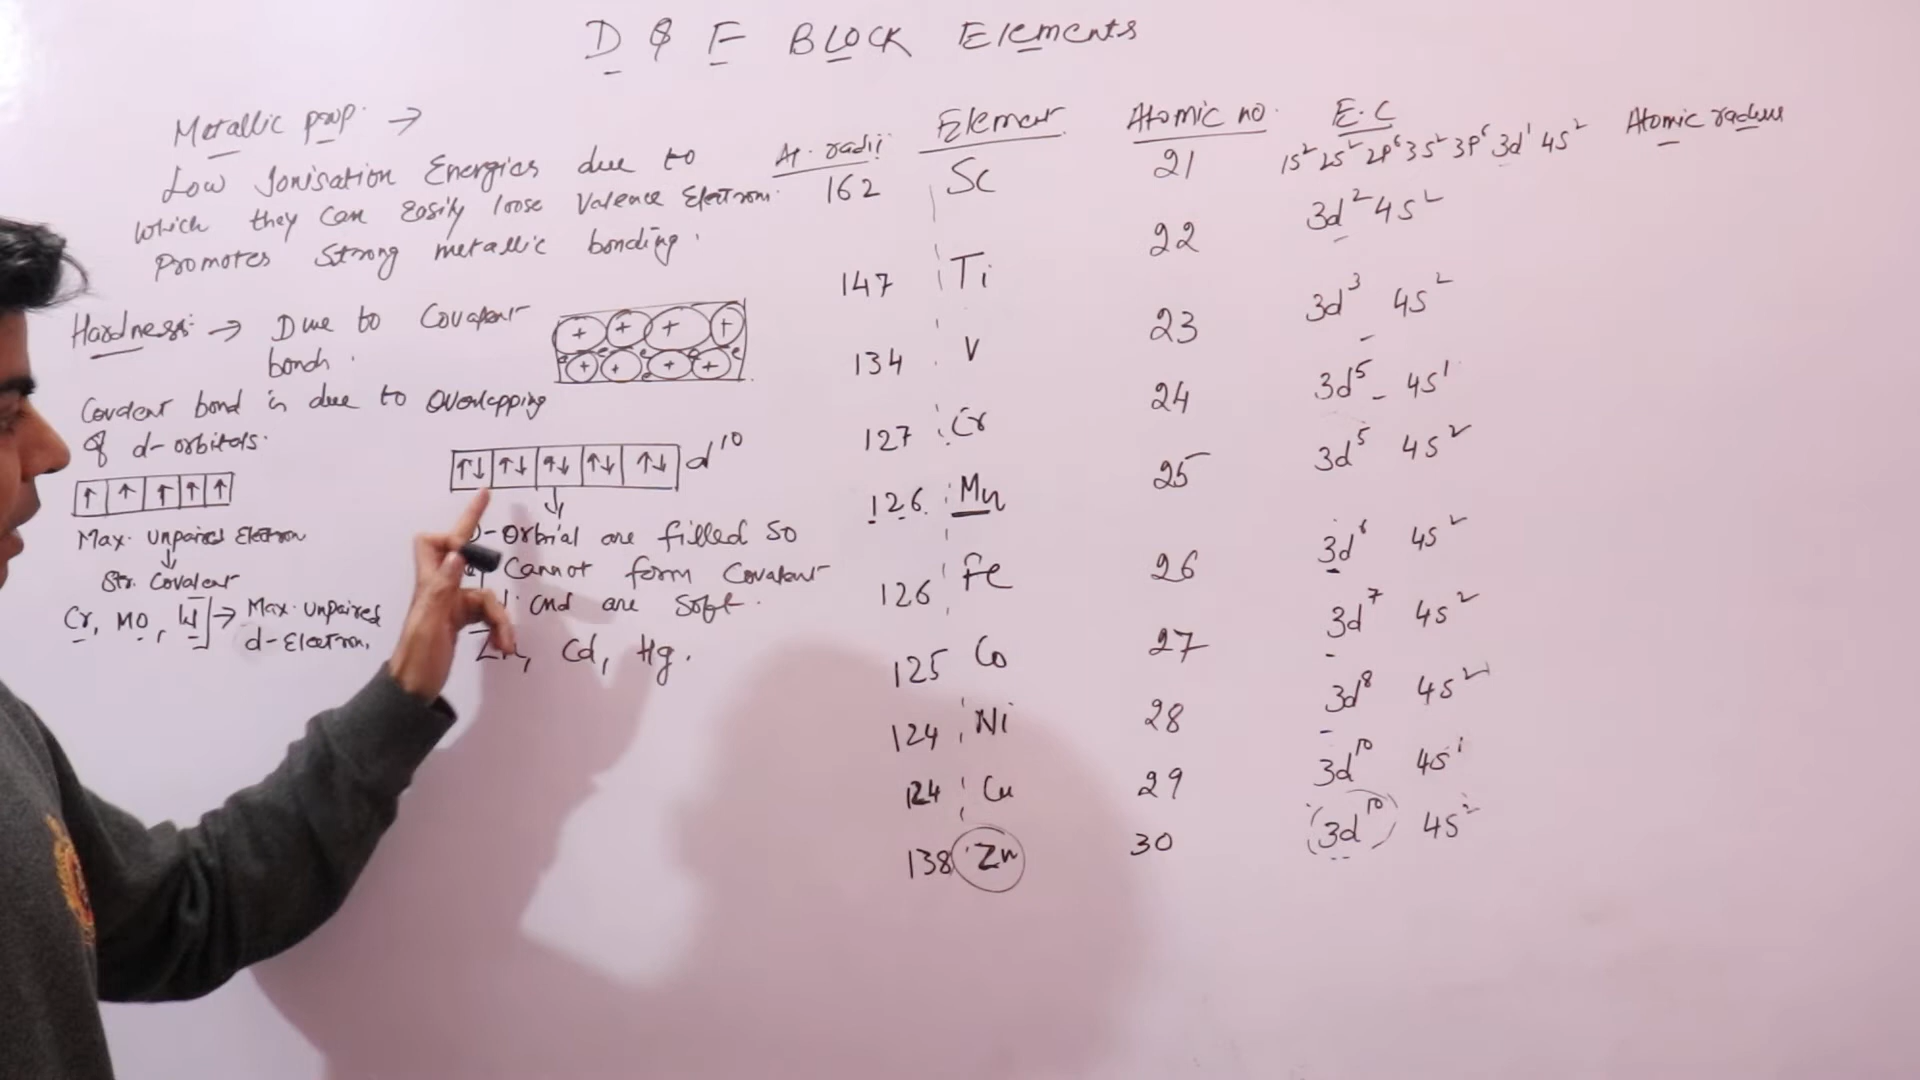 D & F BLOCK Elements
Metallic prop. →
Low Ionisation Energies due to
which they can easily loose valence Electron.
Promotes strong metallic bonding.
Hardness → Due to Covalent
bond.
+ + + +
+ + + +
Covalent bond is due to overlapping
of d-orbitals.
↑ ↑ ↑ ↑ ↑
Max. unpaired Electron
↓
Str. Covalent
Cr, MO, W] → Max. unpaired
d-Electron.
↑↓ ↑↓ ↑↓ ↑↓ ↑↓ d¹⁰
↓
-orbital are filled so
cannot form Covalent
and are soft.
Zn, Cd, Hg.
At. radii Element Atomic no. E.C Atomic radius
162 Sc 21 1s² 2s² 2p⁶ 3s² 3p⁶ 3d¹ 4s²
147 Ti 22 3d² 4s²
134 V 23 3d³ 4s²
127 Cr 24 3d⁵ 4s¹
126 Mn 25 3d⁵ 4s²
126 Fe 26 3d⁶ 4s²
125 Co 27 3d⁷ 4s²
124 Ni 28 3d⁸ 4s²
124 Cu 29 3d¹⁰ 4s¹
138 Zn 30 3d¹⁰ 4s²